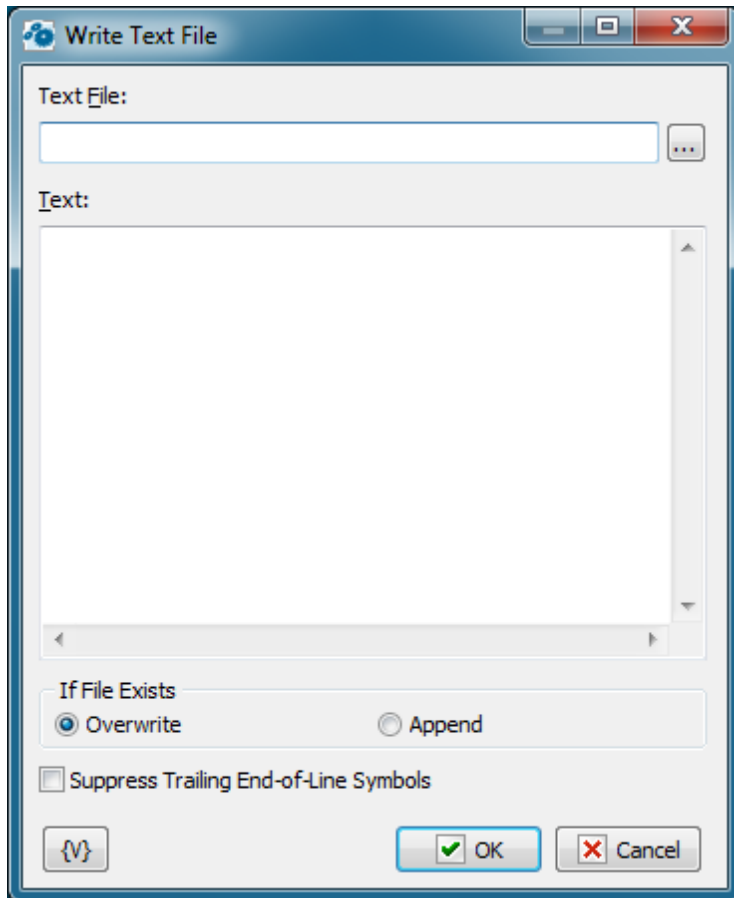 Write Text File
Text File:
...
Text:
If File Exists
Overwrite Append
Suppress Trailing End-of-Line Symbols
{V} OK Cancel